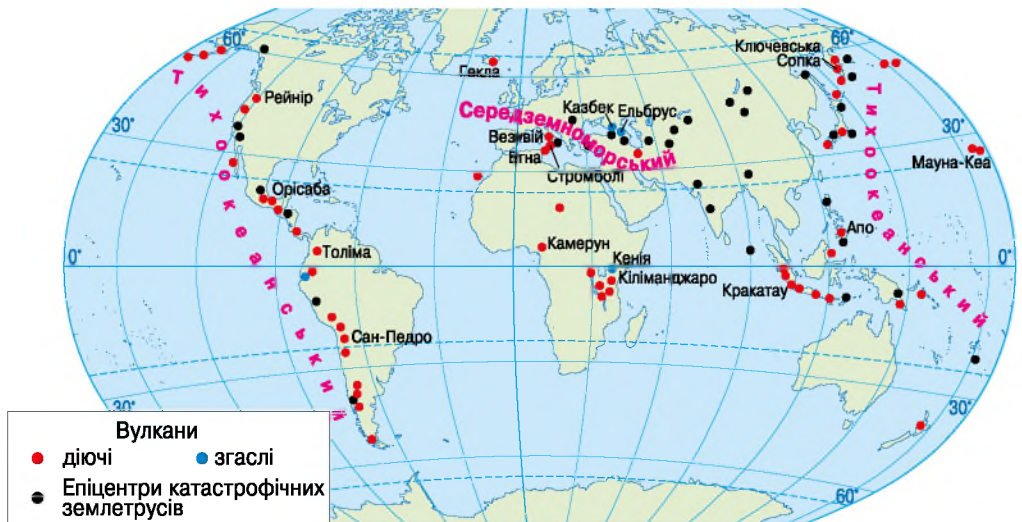 60°
60°
Ключевська
Сопка
Гекла
Тихоокеанський
Рейнір
Казбек
Ельбрус
Середземноморський
Тихоокеанський
30°
30°
Везувій
Етна
Стромболі
Мауна-Кеа
Орісаба
Апо
Толіма
Камерун
0°
Кенія
0°
Кіліманджаро
Кракатау
Сан-Педро
30°
30°
Вулкани
діючі
згаслі
Епіцентри катастрофічних
землетрусів
60°